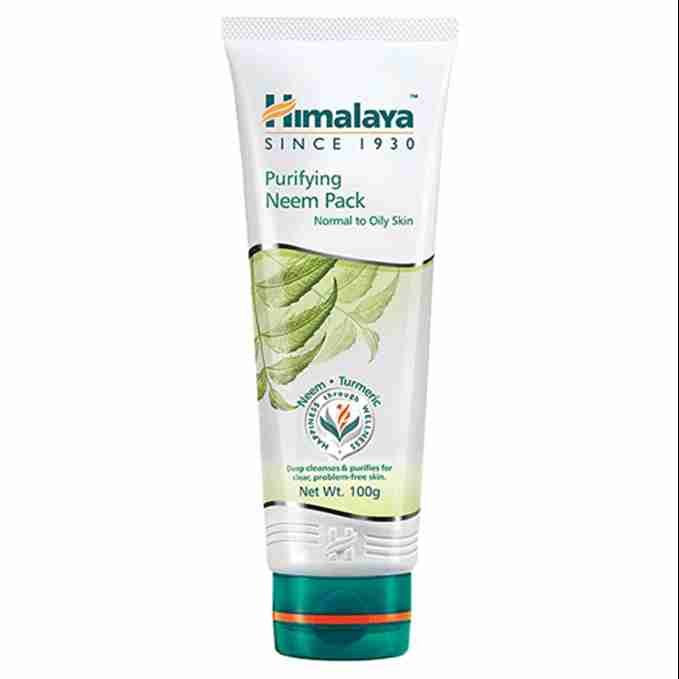 Himalaya™
SINCE 1930
Purifying
Neem Pack
Normal to Oily Skin
Neem • Turmeric
HAPPINESS through WELLNESS
Deep cleanses & purifies for
clear, problem-free skin.
Net Wt. 100g